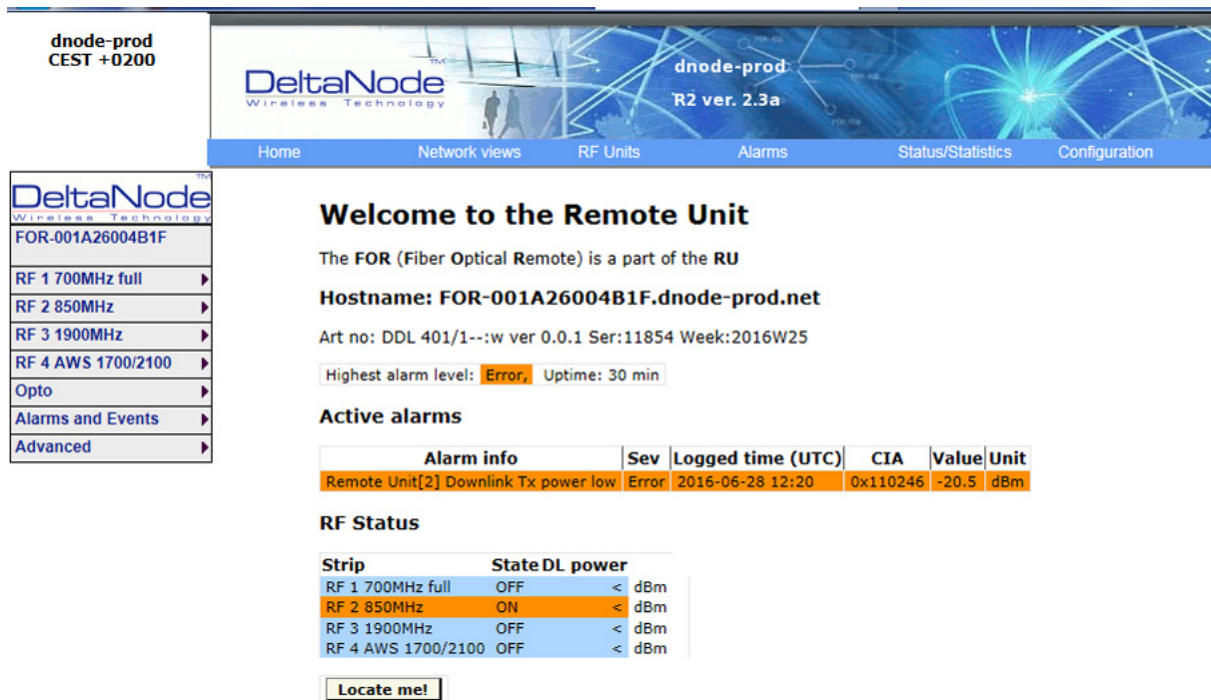 dnode-prod
CEST +0200
DeltaNode™
Wireless Technology
dnode-prod
R2 ver. 2.3a
Home Network views RF Units Alarms Status/Statistics Configuration
DeltaNode™
Wireless Technology
FOR-001A26004B1F
RF 1 700MHz full
RF 2 850MHz
RF 3 1900MHz
RF 4 AWS 1700/2100
Opto
Alarms and Events
Advanced
Welcome to the Remote Unit
The FOR (Fiber Optical Remote) is a part of the RU
Hostname: FOR-001A26004B1F.dnode-prod.net
Art no: DDL 401/1--:w ver 0.0.1 Ser:11854 Week:2016W25
Highest alarm level: Error, Uptime: 30 min
Active alarms
Alarm info Sev Logged time (UTC) CIA Value Unit
Remote Unit[2] Downlink Tx power low Error 2016-06-28 12:20 0x110246 -20.5 dBm
RF Status
Strip State DL power
RF 1 700MHz full OFF < dBm
RF 2 850MHz ON < dBm
RF 3 1900MHz OFF < dBm
RF 4 AWS 1700/2100 OFF < dBm
Locate me!